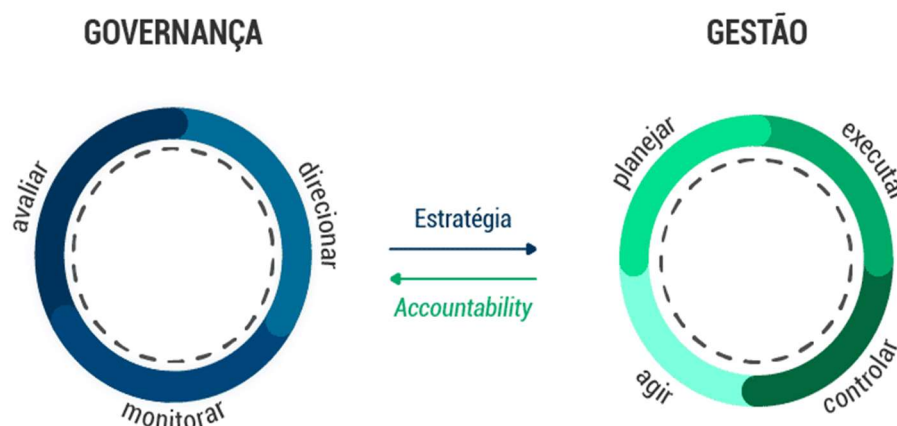 GOVERNANÇA
GESTÃO
avaliar
direcionar
monitorar
Estratégia
Accountability
planejar
executar
controlar
agir